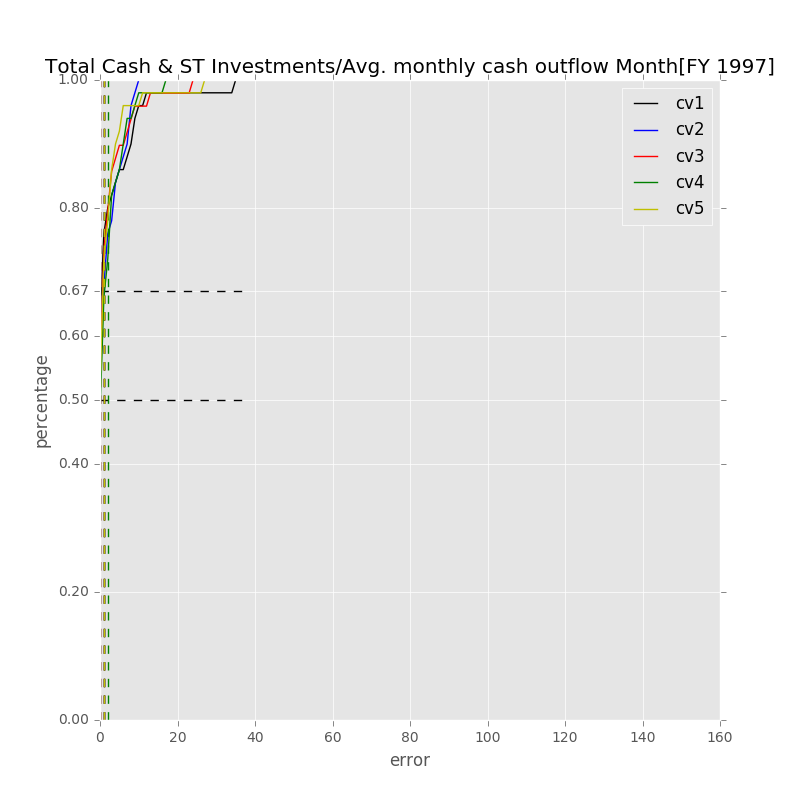 Total Cash & ST Investments/Avg. monthly cash outflow Month[FY 1997]
1.00
0.80
0.67
0.60
0.50
0.40
0.20
0.00
percentage
cv1
cv2
cv3
cv4
cv5
0 20 40 60 80 100 120 140 160
error